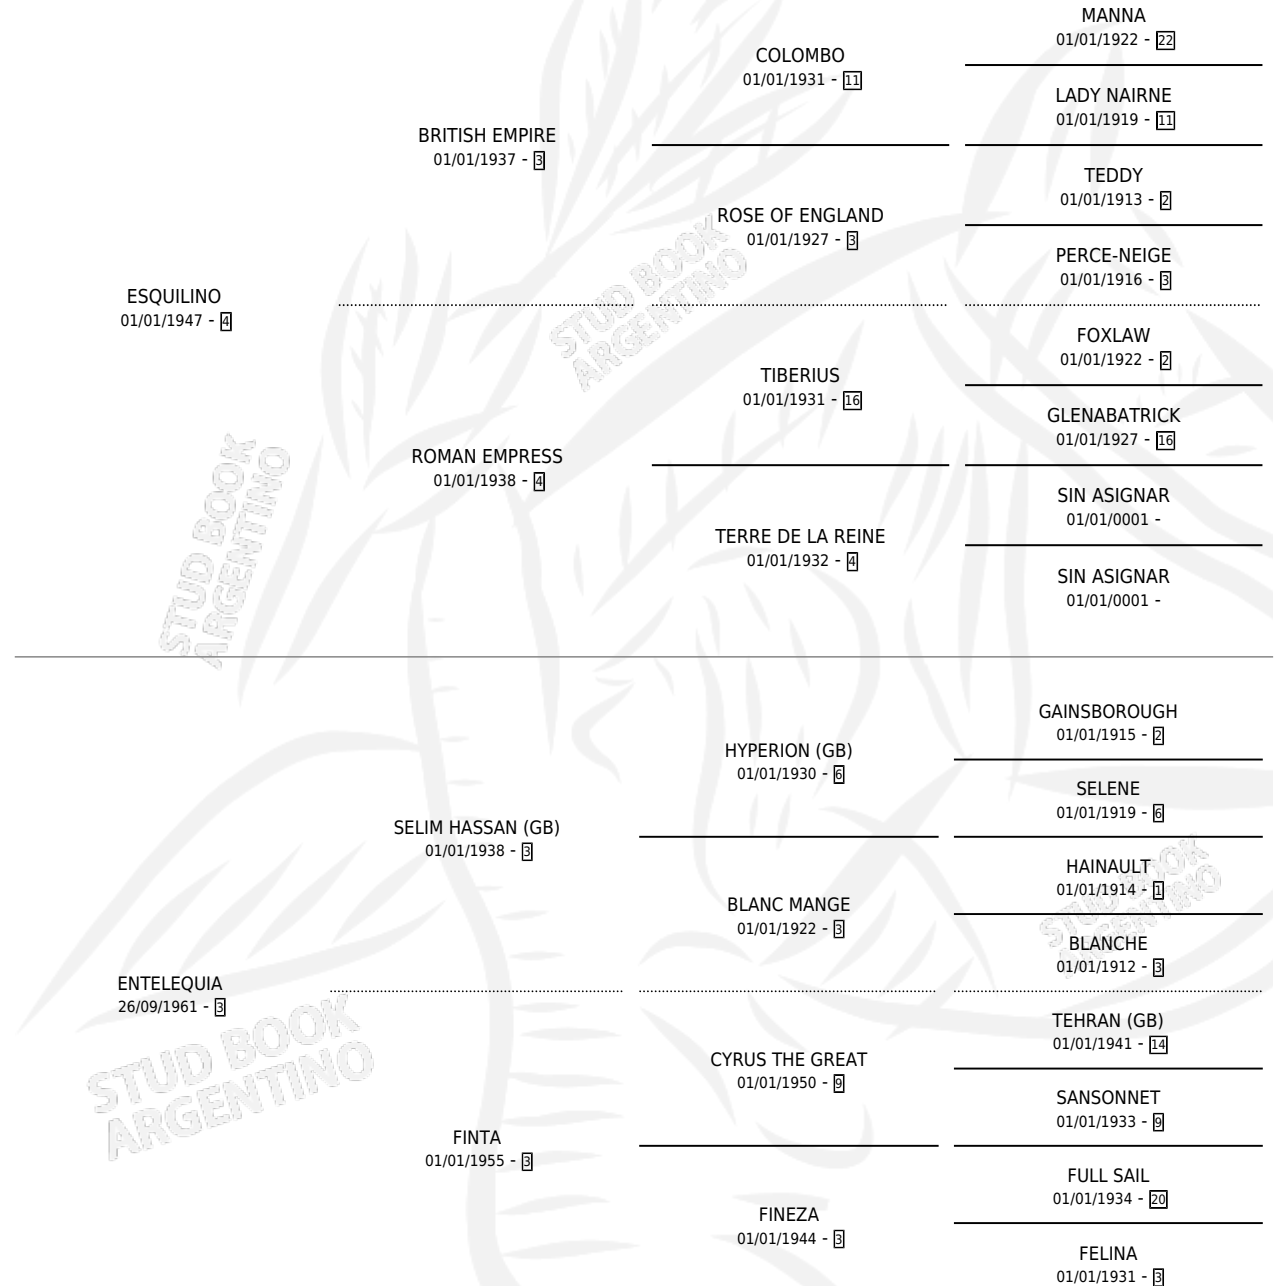 MANNA
01/01/1922 - 22
COLOMBO
01/01/1931 - 11
LADY NAIRNE
01/01/1919 - 11
BRITISH EMPIRE
01/01/1937 - 3
TEDDY
01/01/1913 - 2
ROSE OF ENGLAND
01/01/1927 - 3
PERCE-NEIGE
01/01/1916 - 3
ESQUILINO
01/01/1947 - 4
STUD BOOK
ARGENTINO
FOXLAW
01/01/1922 - 2
TIBERIUS
01/01/1931 - 16
GLENABATRICK
01/01/1927 - 16
ROMAN EMPRESS
01/01/1938 - 4
SIN ASIGNAR
01/01/0001 -
TERRE DE LA REINE
01/01/1932 - 4
SIN ASIGNAR
01/01/0001 -
STUD BOOK
ARGENTINO
GAINSBOROUGH
01/01/1915 - 2
HYPERION (GB)
01/01/1930 - 6
SELENE
01/01/1919 - 6
SELIM HASSAN (GB)
01/01/1938 - 3
HAINAULT
01/01/1914 - 1
BLANC MANGE
01/01/1922 - 3
STUD BOOK
ARGENTINO
BLANCHE
01/01/1912 - 3
ENTELEQUIA
26/09/1961 - 3
TEHRAN (GB)
01/01/1941 - 14
CYRUS THE GREAT
01/01/1950 - 9
STUD BOOK
ARGENTINO
SANSONNET
01/01/1933 - 9
FINTA
01/01/1955 - 3
FULL SAIL
01/01/1934 - 20
FINEZA
01/01/1944 - 3
FELINA
01/01/1931 - 3